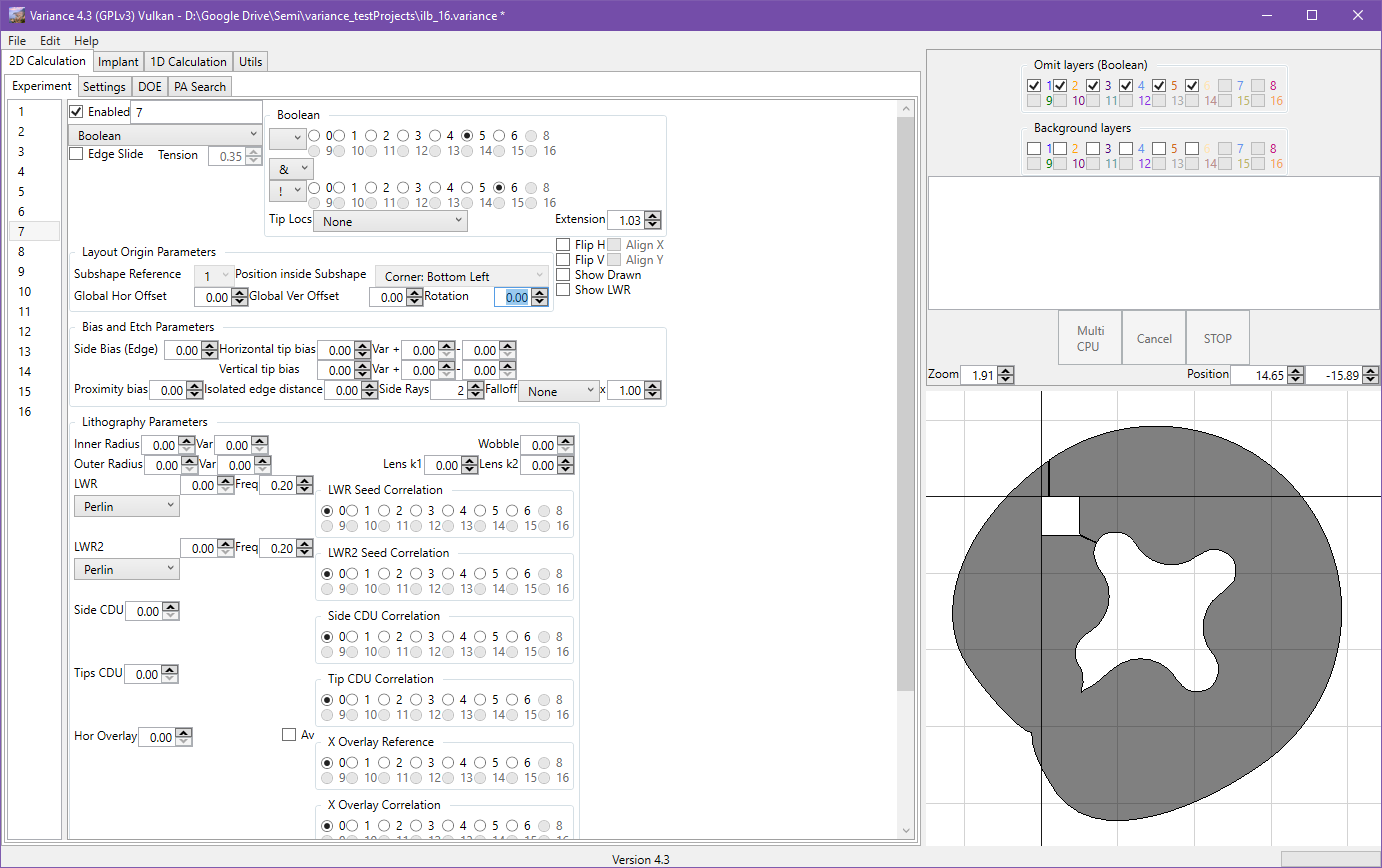 Variance 4.3 (GPLv3) Vulkan - D:\Google Drive\Semi\variance_testProjects\ilb_16.variance *
File Edit Help
2D Calculation Implant 1D Calculation Utils
Experiment Settings DOE PA Search
1
2
3
4
5
6
7
8
9
10
11
12
13
14
15
16
Enabled 7
Boolean
Edge Slide Tension 0.35
Boolean
0 1 2 3 4 5 6 8
9 10 11 12 13 14 15 16
&
! 0 1 2 3 4 5 6 8
9 10 11 12 13 14 15 16
Tip Locs None Extension 1.03
Layout Origin Parameters
Subshape Reference 1 Position inside Subshape Corner: Bottom Left
Global Hor Offset 0.00 Global Ver Offset 0.00 Rotation 0.00
Flip H Align X
Flip V Align Y
Show Drawn
Show LWR
Bias and Etch Parameters
Side Bias (Edge) 0.00 Horizontal tip bias 0.00 Var + 0.00 - 0.00
Vertical tip bias 0.00 Var + 0.00 - 0.00
Proximity bias 0.00 Isolated edge distance 0.00 Side Rays 2 Falloff None x 1.00
Lithography Parameters
Inner Radius 0.00 Var 0.00 Wobble 0.00
Outer Radius 0.00 Var 0.00 Lens k1 0.00 Lens k2 0.00
LWR 0.00 Freq 0.20
Perlin
LWR Seed Correlation
0 1 2 3 4 5 6 8
9 10 11 12 13 14 15 16
LWR2 0.00 Freq 0.20
Perlin
LWR2 Seed Correlation
0 1 2 3 4 5 6 8
9 10 11 12 13 14 15 16
Side CDU 0.00
Side CDU Correlation
0 1 2 3 4 5 6 8
9 10 11 12 13 14 15 16
Tips CDU 0.00
Tip CDU Correlation
0 1 2 3 4 5 6 8
9 10 11 12 13 14 15 16
Hor Overlay 0.00 Av
X Overlay Reference
0 1 2 3 4 5 6 8
9 10 11 12 13 14 15 16
X Overlay Correlation
0 1 2 3 4 5 6 8
Omit layers (Boolean)
1 2 3 4 5 6 7 8
9 10 11 12 13 14 15 16
Background layers
1 2 3 4 5 6 7 8
9 10 11 12 13 14 15 16
Multi
CPU
Cancel
STOP
Zoom 1.91 Position 14.65 -15.89
Version 4.3